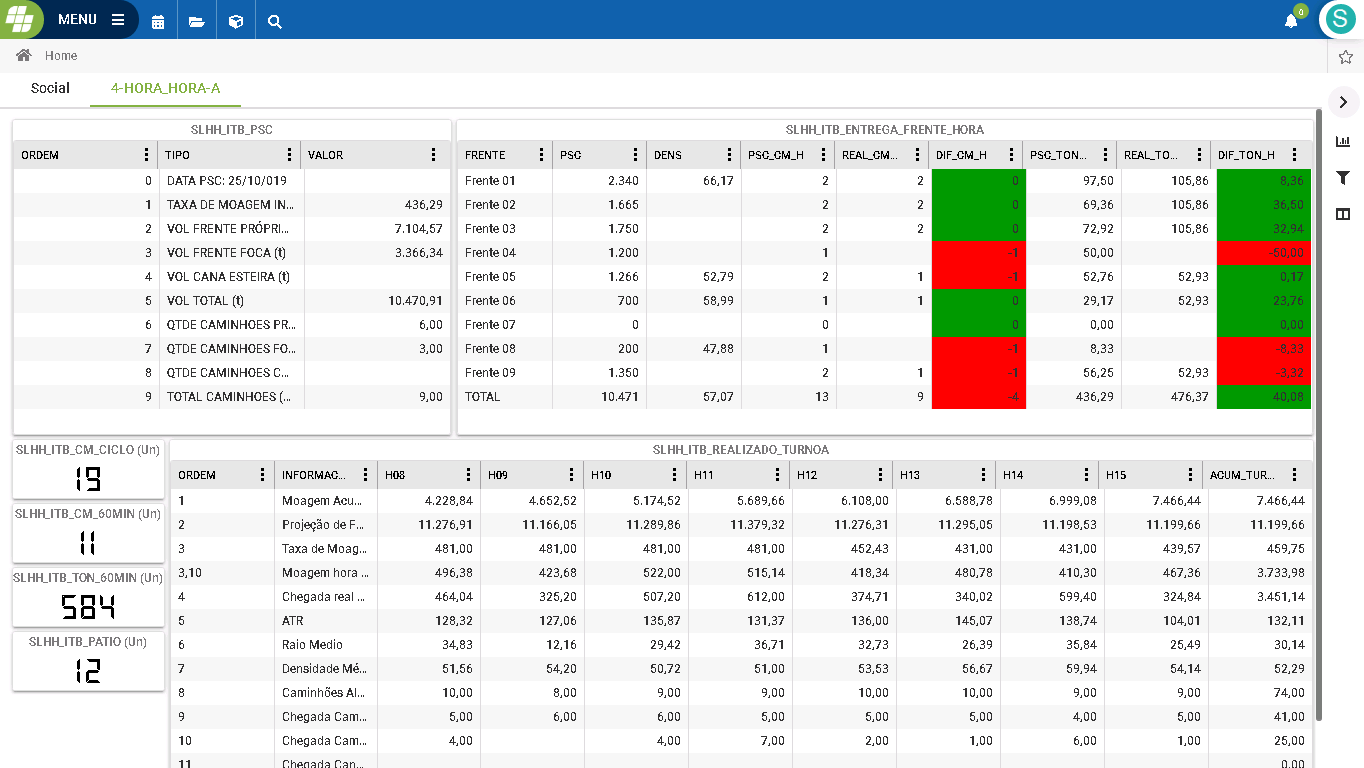 MENU
0
S
Home
Social 4-HORA_HORA-A
SLHH_ITB_PSC
ORDEM TIPO VALOR
0 DATA PSC: 25/10/019
1 TAXA DE MOAGEM IN... 436,29
2 VOL FRENTE PRÓPRI... 7.104,57
3 VOL FRENTE FOCA (t) 3.366,34
4 VOL CANA ESTEIRA (t)
5 VOL TOTAL (t) 10.470,91
6 QTDE CAMINHOES PR... 6,00
7 QTDE CAMINHOES FO... 3,00
8 QTDE CAMINHOES C...
9 TOTAL CAMINHOES (... 9,00
SLHH_ITB_ENTREGA_FRENTE_HORA
FRENTE PSC DENS PSC_CM_H REAL_CM... DIF_CM_H PSC_TON... REAL_TO... DIF_TON_H
Frente 01 2.340 66,17 2 2 0 97,50 105,86 8,36
Frente 02 1.665 2 2 0 69,36 105,86 36,50
Frente 03 1.750 2 2 0 72,92 105,86 32,94
Frente 04 1.200 1 -1 50,00 -50,00
Frente 05 1.266 52,79 2 1 -1 52,76 52,93 0,17
Frente 06 700 58,99 1 1 0 29,17 52,93 23,76
Frente 07 0 0 0 0,00 0,00
Frente 08 200 47,88 1 -1 8,33 -8,33
Frente 09 1.350 2 1 -1 56,25 52,93 -3,32
TOTAL 10.471 57,07 13 9 -4 436,29 476,37 40,08
SLHH_ITB_CM_CICLO (Un)
19
SLHH_ITB_CM_60MIN (Un)
11
SLHH_ITB_TON_60MIN (Un)
584
SLHH_ITB_PATIO (Un)
12
SLHH_ITB_REALIZADO_TURNOA
ORDEM INFORMAC... H08 H09 H10 H11 H12 H13 H14 H15 ACUM_TUR...
1 Moagem Acu... 4.228,84 4.652,52 5.174,52 5.689,66 6.108,00 6.588,78 6.999,08 7.466,44 7.466,44
2 Projeção de F... 11.276,91 11.166,05 11.289,86 11.379,32 11.276,31 11.295,05 11.198,53 11.199,66 11.199,66
3 Taxa de Moag... 481,00 481,00 481,00 481,00 452,43 431,00 431,00 439,57 459,75
3,10 Moagem hora ... 496,38 423,68 522,00 515,14 418,34 480,78 410,30 467,36 3.733,98
4 Chegada real ... 464,04 325,20 507,20 612,00 374,71 340,02 599,40 324,84 3.451,14
5 ATR 128,32 127,06 135,87 131,37 136,00 145,07 138,74 104,01 132,11
6 Raio Medio 34,83 12,16 29,42 36,71 32,73 26,39 35,84 25,49 30,14
7 Densidade Mé... 51,56 54,20 50,72 51,00 53,53 56,67 59,94 54,14 52,29
8 Caminhões Al... 10,00 8,00 9,00 9,00 10,00 10,00 9,00 9,00 74,00
9 Chegada Cam... 5,00 6,00 6,00 5,00 5,00 5,00 4,00 5,00 41,00
10 Chegada Cam... 4,00 4,00 7,00 2,00 1,00 6,00 1,00 25,00
11 Chegada Can... 0,00